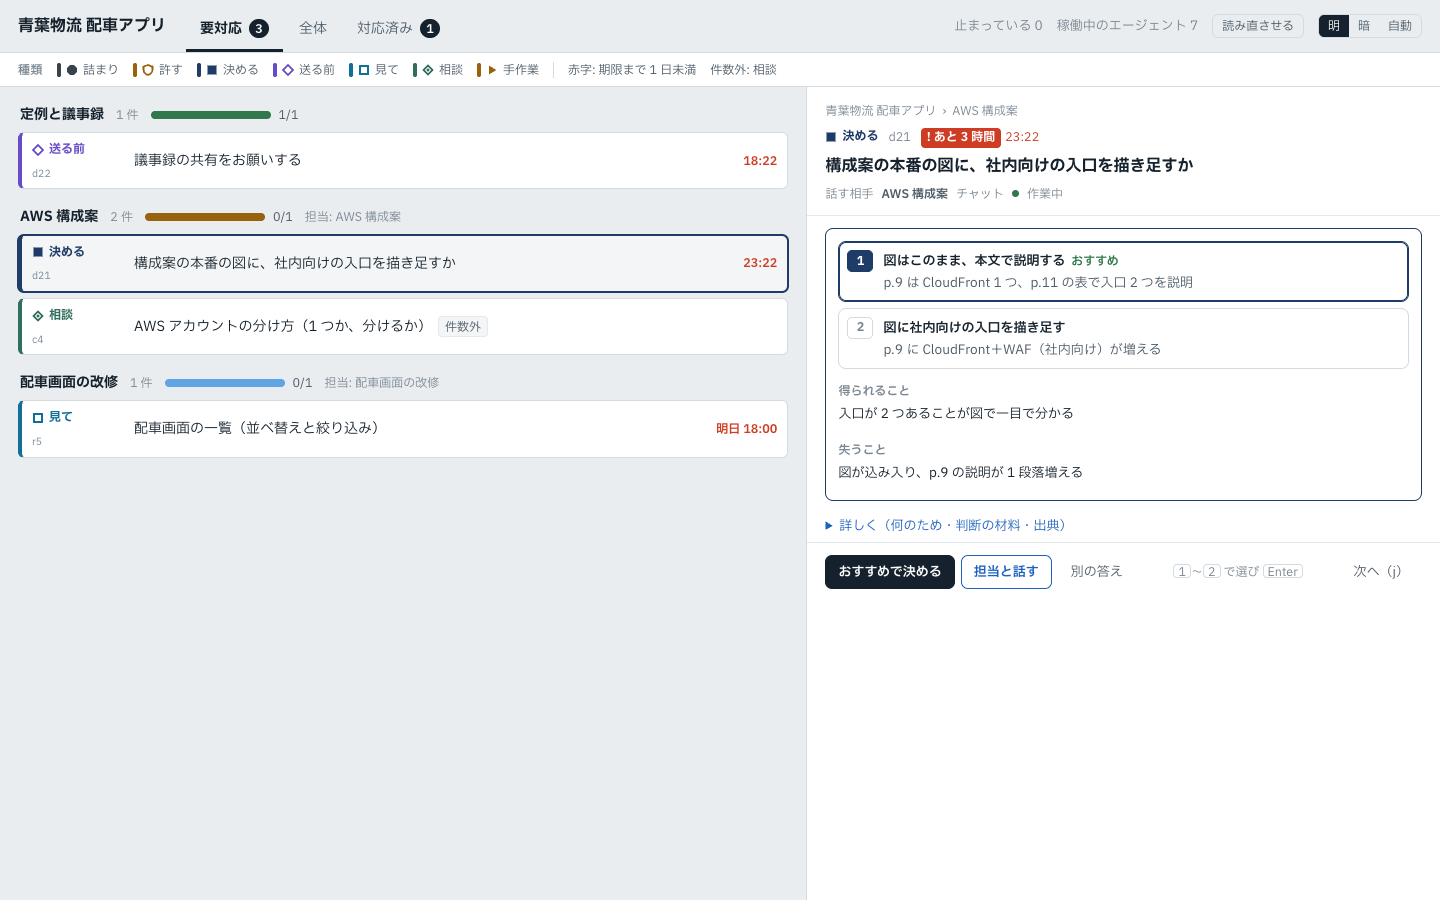 青葉物流 配車アプリ
要対応 3
全体
対応済み 1
止まっている 0 稼働中のエージェント 7
読み直させる
明 暗 自動
種類 詰まり 許す 決める 送る前 見て 相談 手作業 赤字: 期限まで 1 日未満 件数外: 相談
定例と議事録 1 件 1/1
送る前
d22
議事録の共有をお願いする
18:22
AWS 構成案 2 件 0/1 担当: AWS 構成案
決める
d21
構成案の本番の図に、社内向けの入口を描き足すか
23:22
相談
c4
AWS アカウントの分け方（1 つか、分けるか） 件数外
配車画面の改修 1 件 0/1 担当: 配車画面の改修
見て
r5
配車画面の一覧（並べ替えと絞り込み）
明日 18:00
青葉物流 配車アプリ › AWS 構成案
決める d21 ! あと 3 時間 23:22
構成案の本番の図に、社内向けの入口を描き足すか
話す相手 AWS 構成案 チャット ● 作業中
1 図はこのまま、本文で説明する おすすめ
p.9 は CloudFront 1 つ、p.11 の表で入口 2 つを説明
2 図に社内向けの入口を描き足す
p.9 に CloudFront＋WAF（社内向け）が増える
得られること
入口が 2 つあることが図で一目で分かる
失うこと
図が込み入り、p.9 の説明が 1 段落増える
▶ 詳しく（何のため・判断の材料・出典）
おすすめで決める
担当と話す
別の答え
1～2 で選び Enter
次へ（j）